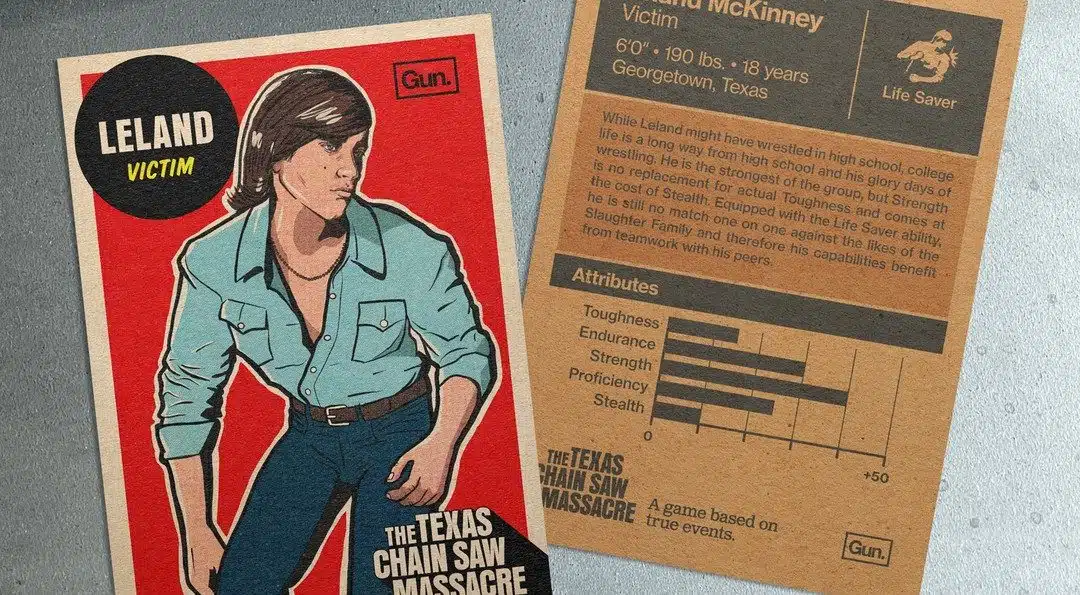 LELAND
VICTIM
Gun.
THE TEXAS
CHAIN SAW
MASSACRE
McKinney
Victim
6'0" • 190 lbs. • 18 years
Georgetown, Texas
Life Saver
While Leland might have wrestled in high school, college
life is a long way from high school and his glory days of
wrestling. He is the strongest of the group, but Strength
is no replacement for actual Toughness and comes at
the cost of Stealth. Equipped with the Life Saver ability,
he is still no match one on one against the likes of the
Slaughter Family and therefore his capabilities benefit
from teamwork with his peers.
Attributes
Toughness
Endurance
Strength
Proficiency
Stealth
0
+50
THE TEXAS
CHAIN SAW
MASSACRE
A game based on
true events.
Gun.